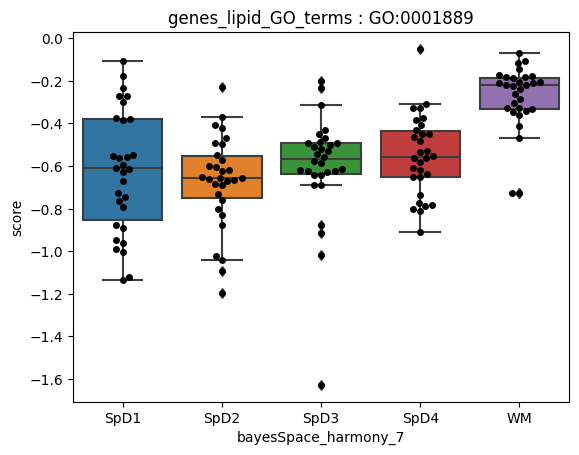 genes_lipid_GO_terms : GO:0001889
0.0
−0.2
−0.4
−0.6
−0.8
−1.0
−1.2
−1.4
−1.6
score
SpD1 SpD2 SpD3 SpD4 WM
bayesSpace_harmony_7